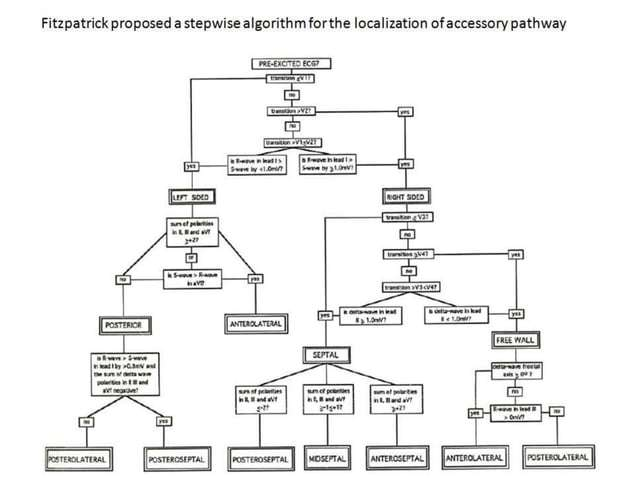 Fitzpatrick proposed a stepwise algorithm for the localization of accessory pathway
PRE-EXCITED ECG?
transition ≤V1?
no
transition >V2?
yes
no
transition >V1≤V2?
yes
is R-wave in lead I >
S-wave by <1.0mV?
is R-wave in lead I >
S-wave by ≥1.0mV?
yes
LEFT SIDED
RIGHT SIDED
sum of polarities
in II, III and aVF
≥+2?
transition ≤ V3?
or
no
is S-wave > R-wave
in aVl?
transition ≥V4?
yes
no
yes
no
transition >V3<V4?
POSTERIOR
ANTEROLATERAL
yes
is delta-wave in lead
II ≥ 1.0mV?
is delta-wave in lead
II < 1.0mV?
yes
SEPTAL
FREE WALL
is R-wave > S-wave
in lead I by >0.8mV and
the sum of delta wave
polarities in II III and
aVF negative?
delta-wave frontal
axis ≥ 0º ?
or
sum of polarities
in II, III and aVF
≤-2?
sum of polarities
in II, III and aVF
≥-1≤+1?
sum of polarities
in II, III and aVF
≥+2?
yes
R-wave in lead III
> 0mV?
no
no
yes
POSTEROLATERAL
POSTEROSEPTAL
POSTEROSEPTAL
MIDSEPTAL
ANTEROSEPTAL
ANTEROLATERAL
POSTEROLATERAL